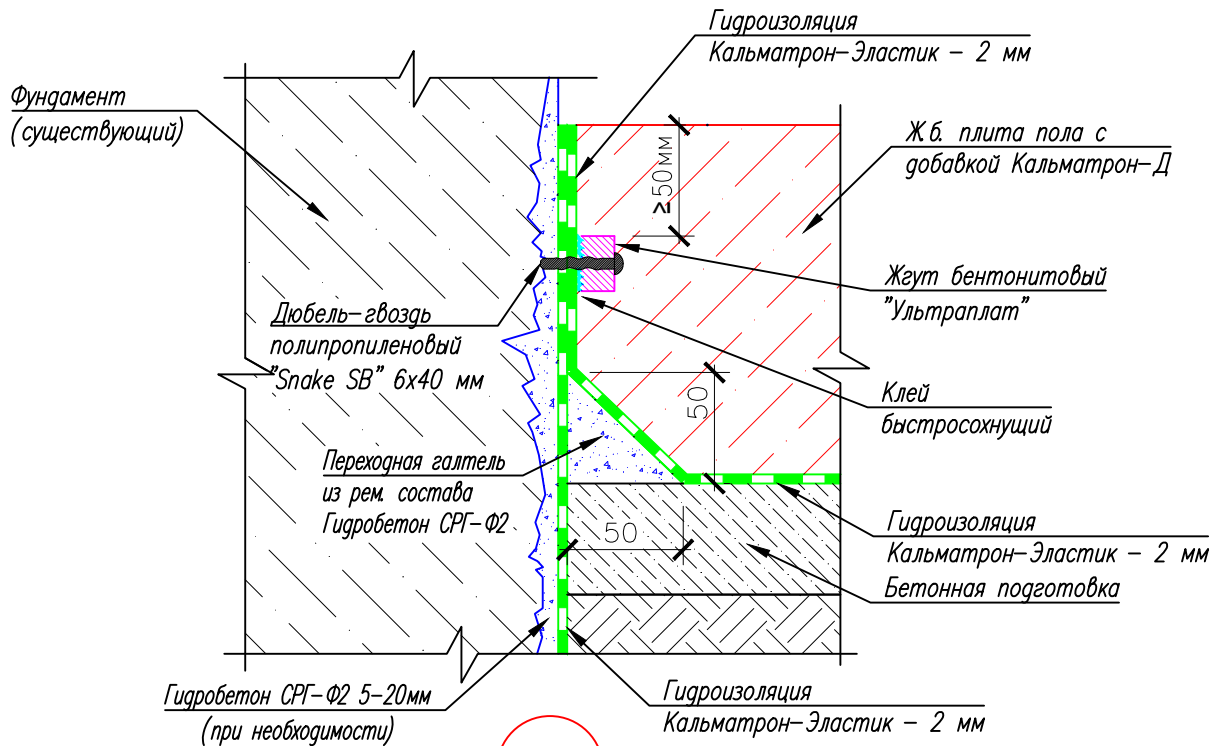 Гидроизоляция
Кальматрон-Эластик - 2 мм
Фундамент
(существующий)
Ж.б. плита пола с
добавкой Кальматрон-Д
≥50мм
Жгут бентонитовый
"Ультраплат"
Дюбель-гвоздь
полипропиленовый
"Snake SB" 6х40 мм
50
Клей
быстросохнущий
Переходная галтель
из рем. состава
Гидробетон СРГ-Ф2
50
Гидроизоляция
Кальматрон-Эластик - 2 мм
Бетонная подготовка
Гидробетон СРГ-Ф2 5-20мм
(при необходимости)
Гидроизоляция
Кальматрон-Эластик - 2 мм